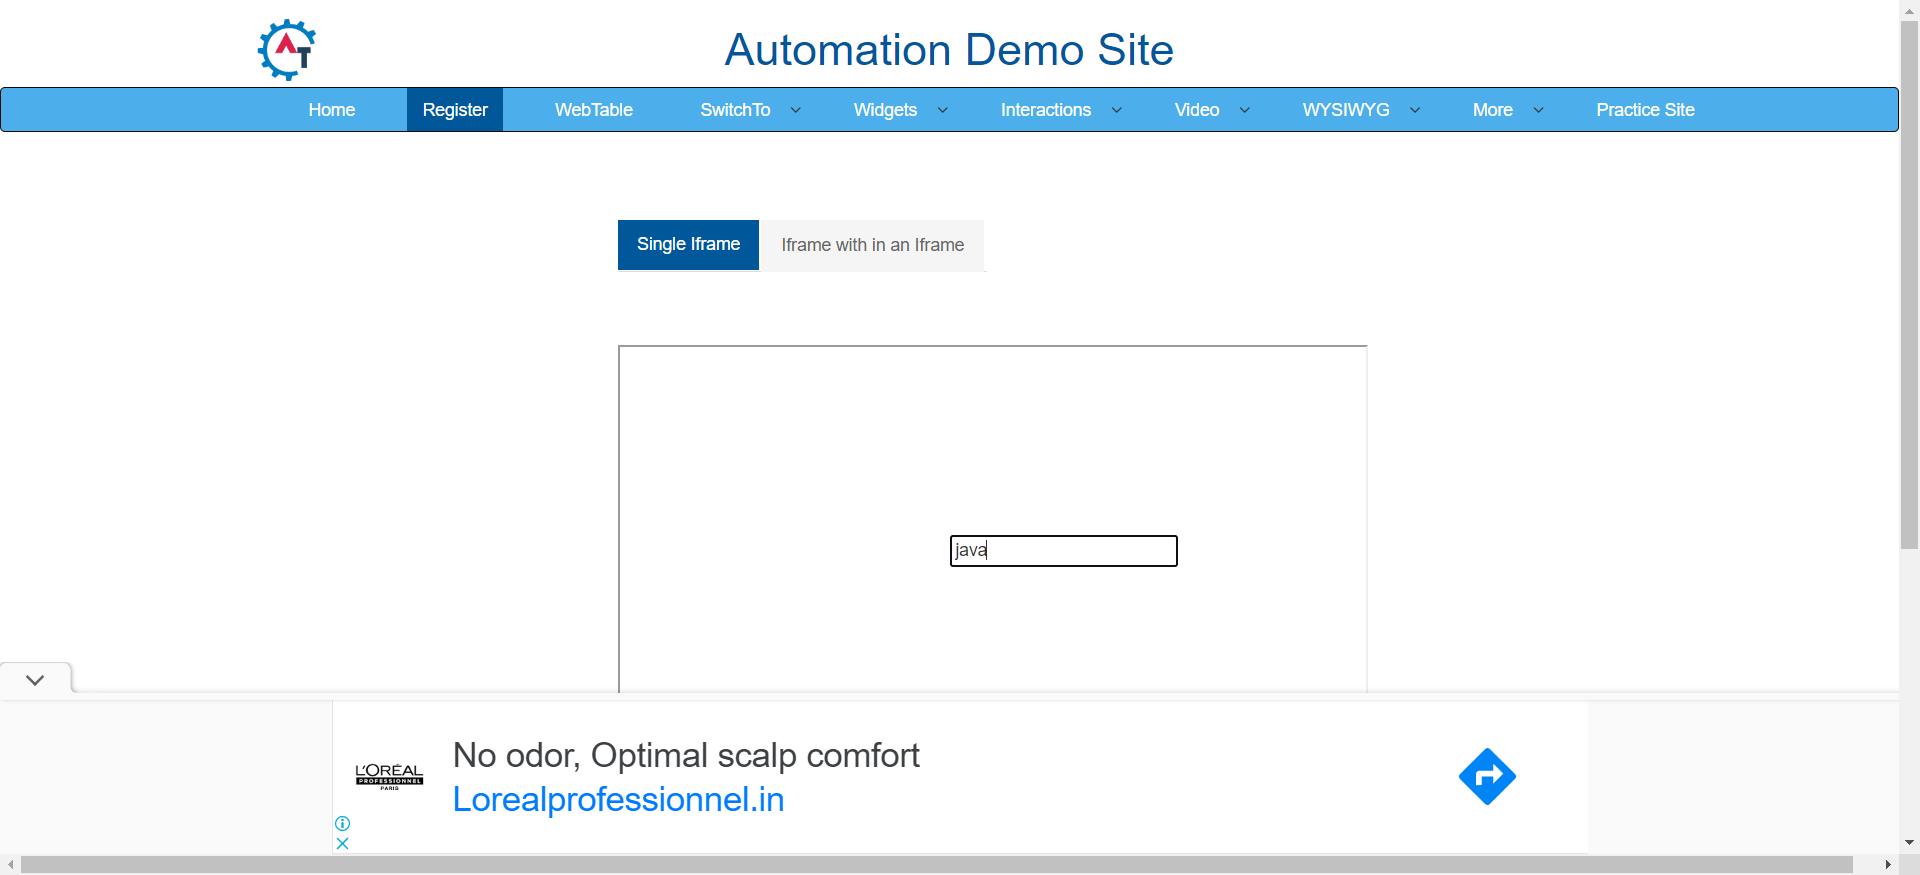 AT
Automation Demo Site
Home Register WebTable SwitchTo Widgets Interactions Video WYSIWYG More Practice Site
Single Iframe Iframe with in an Iframe
java
No odor, Optimal scalp comfort
L'ORÉAL
PROFESSIONNEL
PARIS
Lorealprofessionnel.in